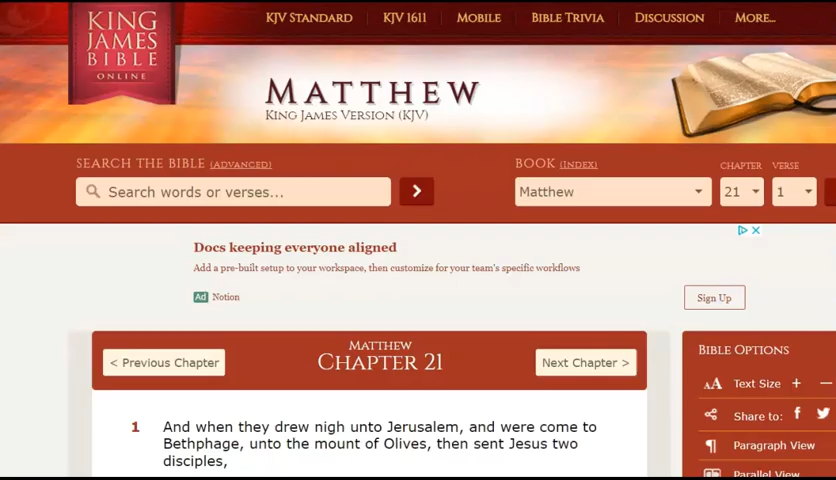 KING
JAMES
BIBLE
ONLINE
KJV STANDARD KJV 1611 MOBILE BIBLE TRIVIA DISCUSSION MORE...
MATTHEW
KING JAMES VERSION (KJV)
SEARCH THE BIBLE (ADVANCED)
BOOK (INDEX) CHAPTER VERSE
Search words or verses... >
Matthew 21 1
Docs keeping everyone aligned
Add a pre-built setup to your workspace, then customize for your team's specific workflows
Ad Notion
Sign Up
MATTHEW
< Previous Chapter CHAPTER 21 Next Chapter >
BIBLE OPTIONS
AA Text Size + −
Share to: f
¶ Paragraph View
Parallel View
1 And when they drew nigh unto Jerusalem, and were come to
Bethphage, unto the mount of Olives, then sent Jesus two
disciples,